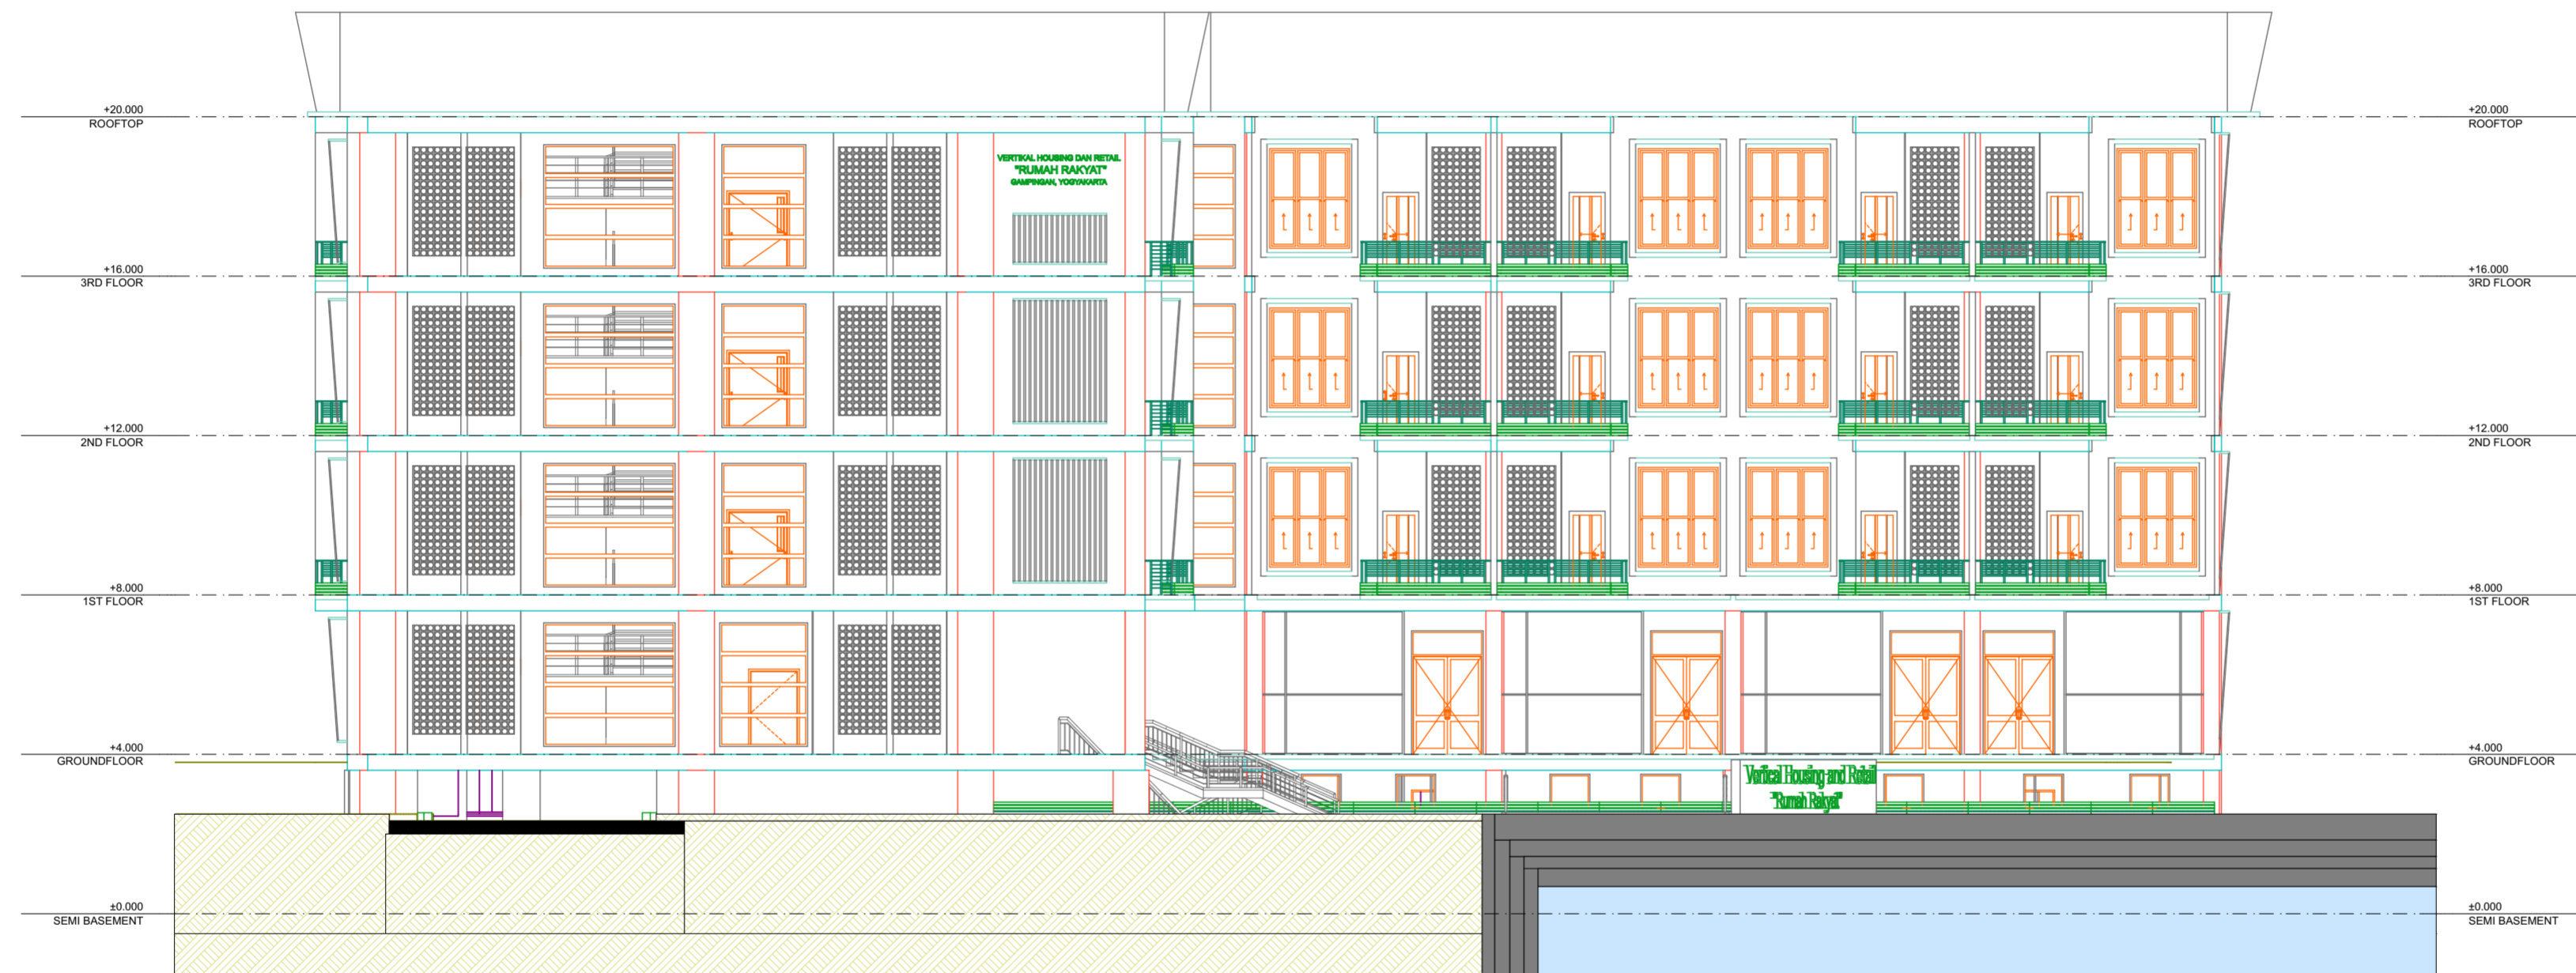 +20.000
ROOFTOP
+20.000
ROOFTOP
VERTIKAL HOUSING DAN RETAIL
"RUMAH RAKYAT"
GAMPINGAN, YOGYAKARTA
+16.000
3RD FLOOR
+16.000
3RD FLOOR
+12.000
2ND FLOOR
+12.000
2ND FLOOR
+8.000
1ST FLOOR
+8.000
1ST FLOOR
+4.000
GROUNDFLOOR
+4.000
GROUNDFLOOR
Vertical Housing and Retail
"Rumah Rakyat"
±0.000
SEMI BASEMENT
±0.000
SEMI BASEMENT